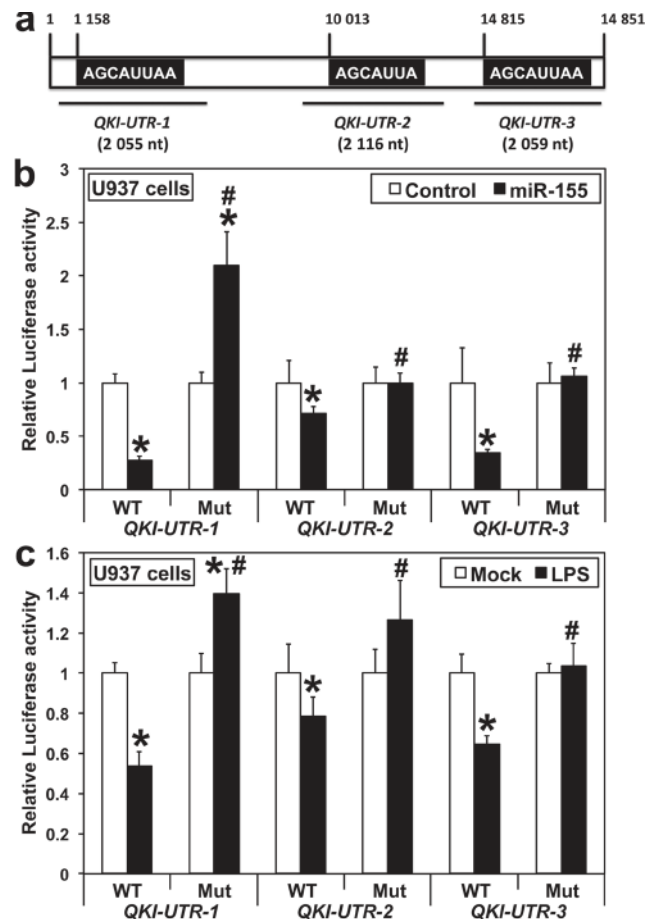 a
1 1 158 10 013 14 815 14 851
AGCAUUAA AGCAUUA AGCAUUAA
QKI-UTR-1 QKI-UTR-2 QKI-UTR-3
(2 055 nt) (2 116 nt) (2 059 nt)
b
U937 cells
Control miR-155
Relative Luciferase activity
3
2.5
2
1.5
1
0.5
0
* # * # * #
*
WT Mut WT Mut WT Mut
QKI-UTR-1 QKI-UTR-2 QKI-UTR-3
c
U937 cells
Mock LPS
Relative Luciferase activity
1.6
1.4
1.2
1
0.8
0.6
0.4
0.2
0
* * # * # * #
WT Mut WT Mut WT Mut
QKI-UTR-1 QKI-UTR-2 QKI-UTR-3